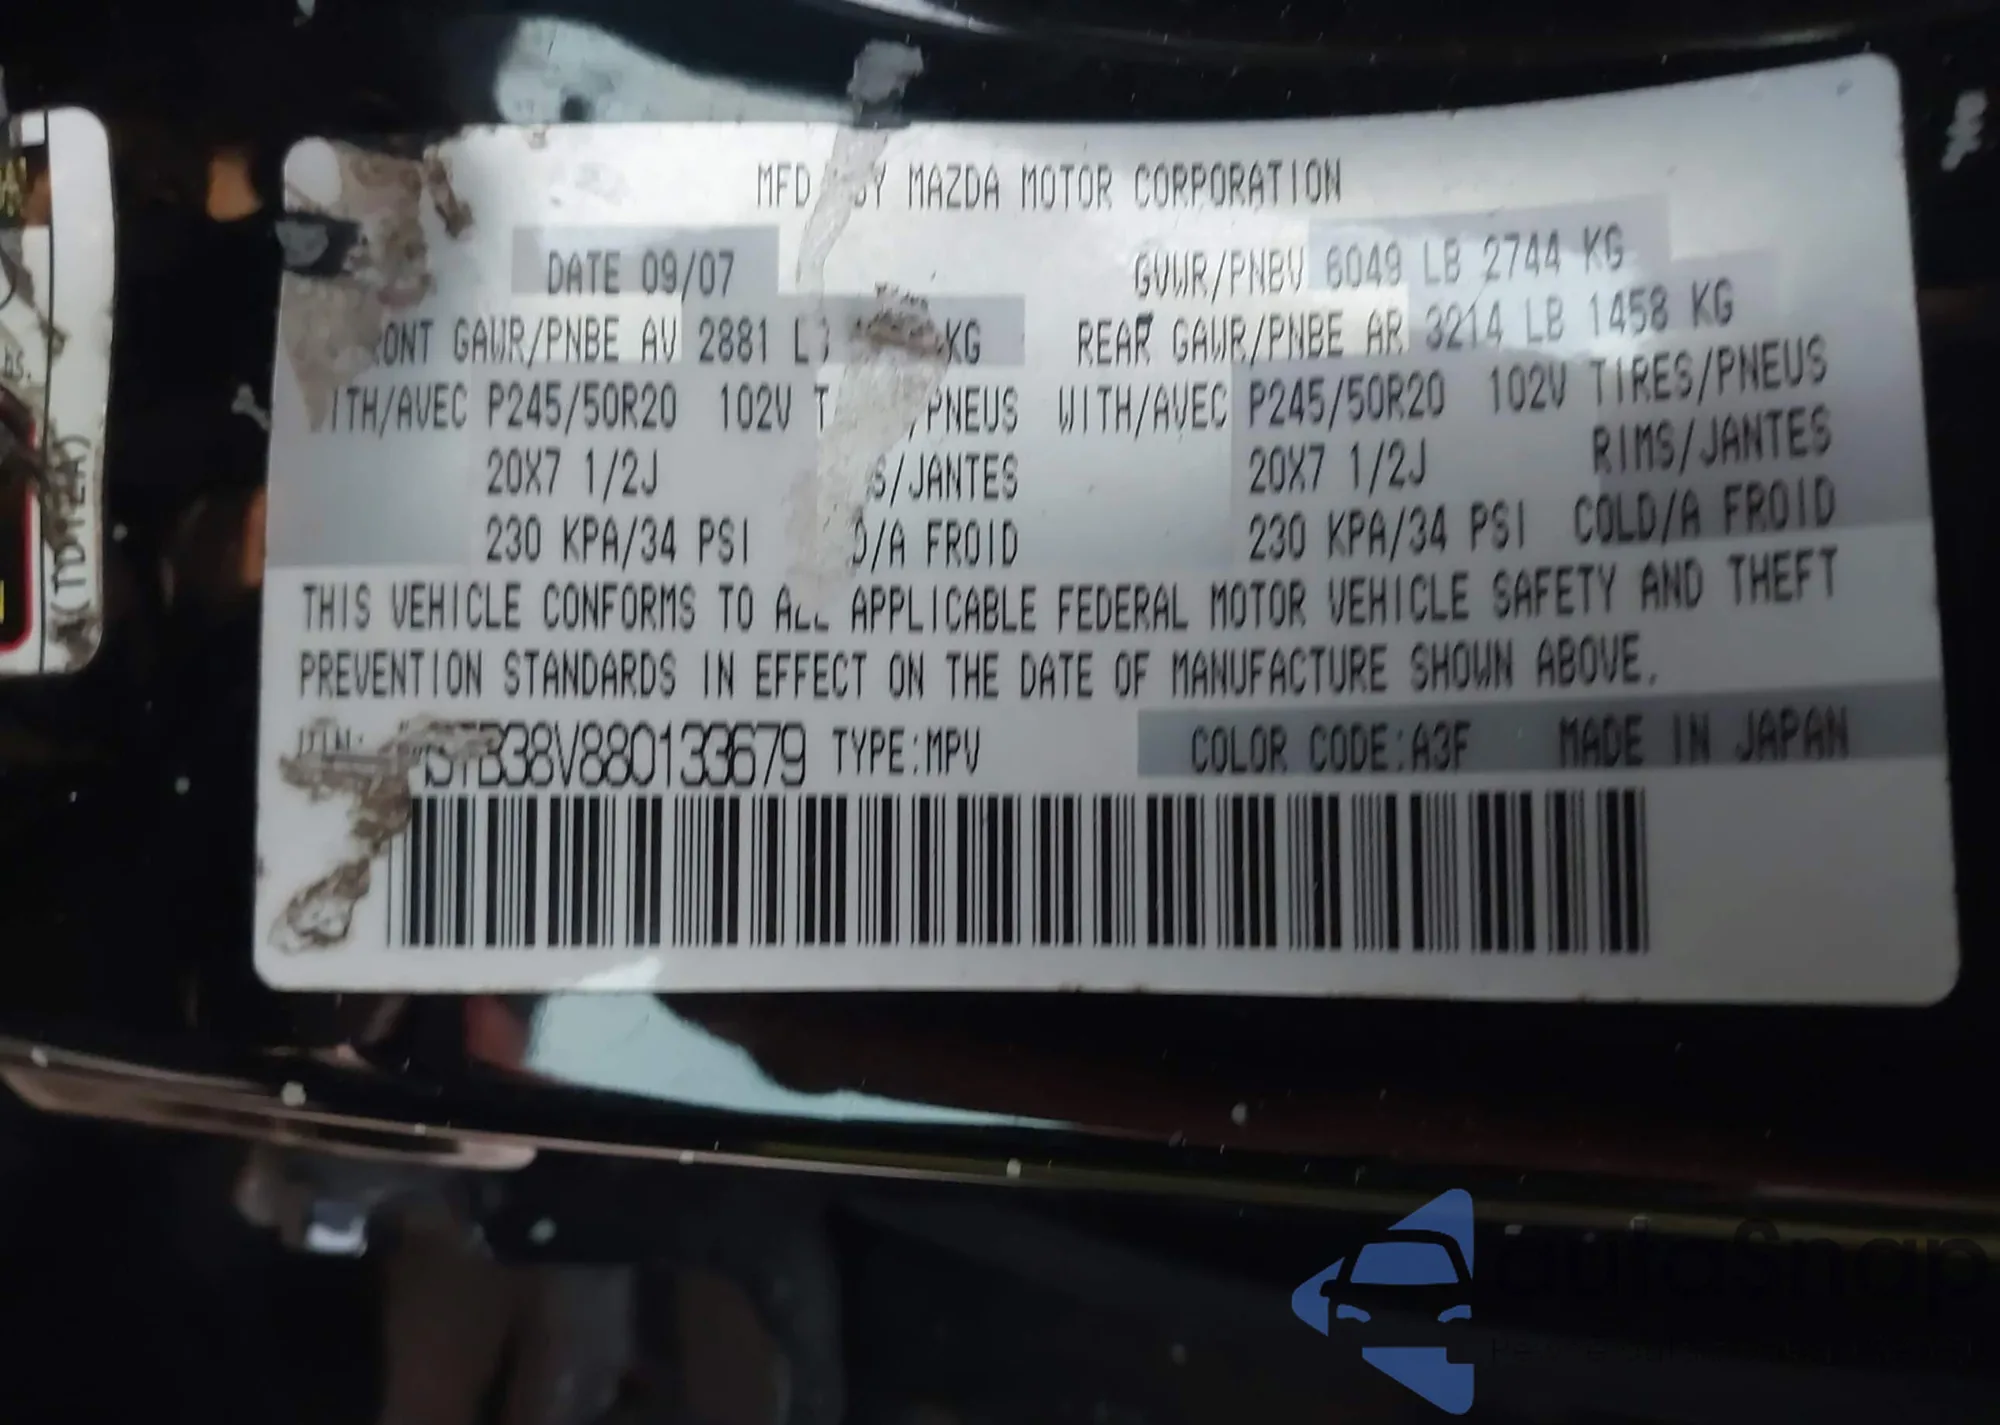 MFD BY MAZDA MOTOR CORPORATION
DATE 09/07 GVWR/PNBV 6049 LB 2744 KG
GAWR/PNBE AV 2881 KG REAR GAWR/PNBE AR 3214 LB 1458 KG
P245/50R20 102V PNEUS WITH/AVEC P245/50R20 102V TIRES/PNEUS
20X7 1/2J S/JANTES 20X7 1/2J RIMS/JANTES
230 KPA/34 PSI D/A FROID 230 KPA/34 PSI COLD/A FROID
THIS VEHICLE CONFORMS TO ALL APPLICABLE FEDERAL MOTOR VEHICLE SAFETY AND THEFT
PREVENTION STANDARDS IN EFFECT ON THE DATE OF MANUFACTURE SHOWN ABOVE.
B38V880133679 TYPE:MPV COLOR CODE:A3F MADE IN JAPAN